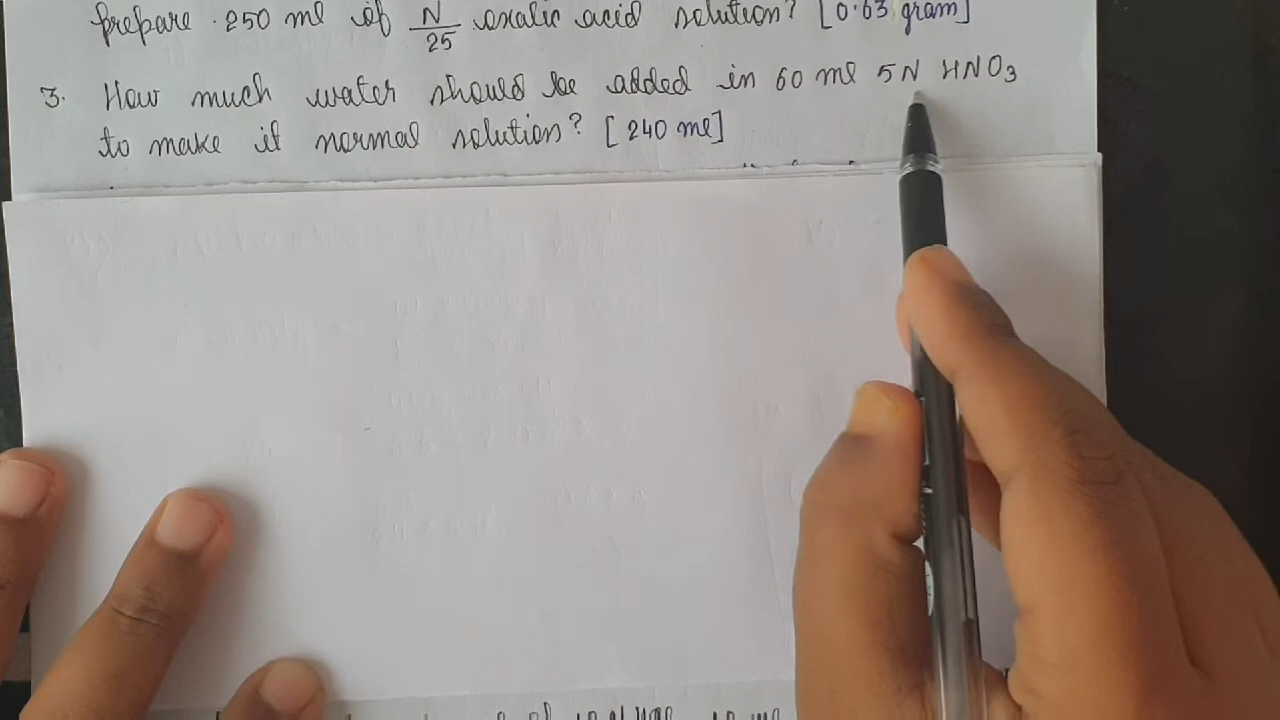 prepare 250 ml of N/25 oxalic acid solution? [0.63 gram]
3. How much water should be added in 60 ml 5N HNO₃
to make it normal solution? [240 ml]